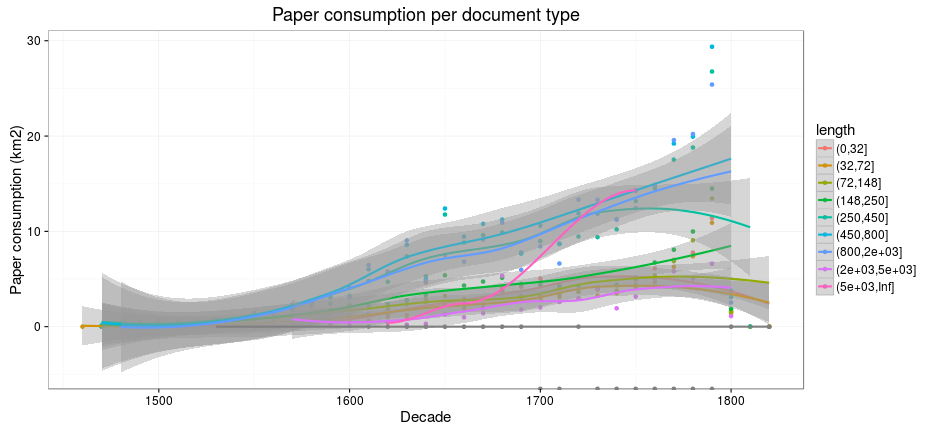 Paper consumption per document type
Paper consumption (km2)
30
20
10
0
1500
1600
1700
1800
Decade
length
(0,32]
(32,72]
(72,148]
(148,250]
(250,450]
(450,800]
(800,2e+03]
(2e+03,5e+03]
(5e+03,Inf]